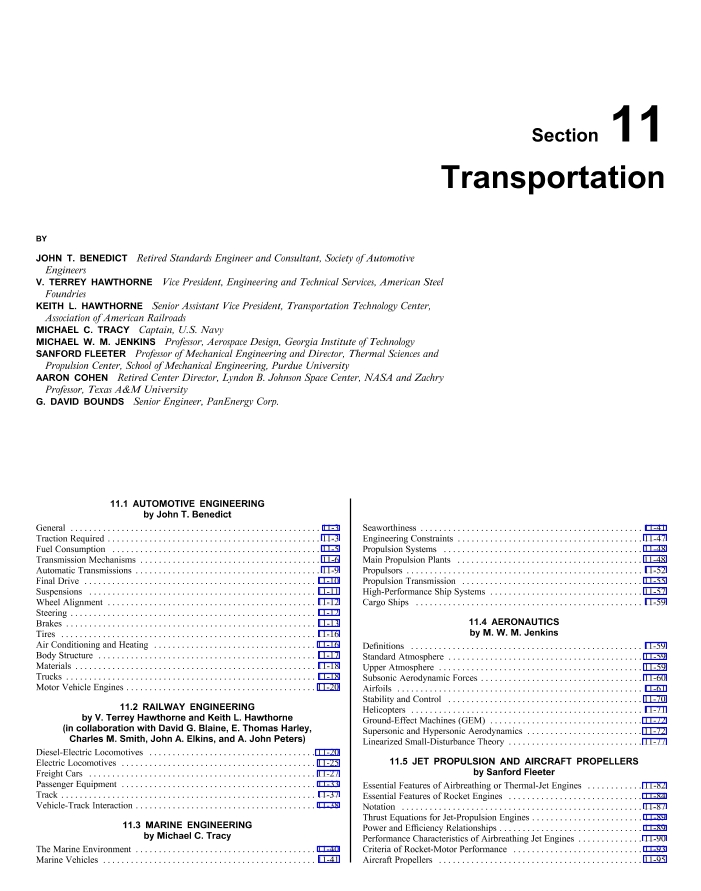 Section 11
Transportation
BY
JOHN T. BENEDICT Retired Standards Engineer and Consultant, Society of Automotive
Engineers
V. TERREY HAWTHORNE Vice President, Engineering and Technical Services, American Steel
Foundries
KEITH L. HAWTHORNE Senior Assistant Vice President, Transportation Technology Center,
Association of American Railroads
MICHAEL C. TRACY Captain, U.S. Navy
MICHAEL W. M. JENKINS Professor, Aerospace Design, Georgia Institute of Technology
SANFORD FLEETER Professor of Mechanical Engineering and Director, Thermal Sciences and
Propulsion Center, School of Mechanical Engineering, Purdue University
AARON COHEN Retired Center Director, Lyndon B. Johnson Space Center, NASA and Zachry
Professor, Texas A&M University
G. DAVID BOUNDS Senior Engineer, PanEnergy Corp.
11.1 AUTOMOTIVE ENGINEERING
by John T. Benedict
General . . . . . 11-3
Traction Required . . . . . 11-3
Fuel Consumption . . . . . 11-5
Transmission Mechanisms . . . . . 11-6
Automatic Transmissions . . . . . 11-9
Final Drive . . . . . 11-10
Suspensions . . . . . 11-11
Wheel Alignment . . . . . 11-12
Steering . . . . . 11-12
Brakes . . . . . 11-13
Tires . . . . . 11-16
Air Conditioning and Heating . . . . . 11-16
Body Structure . . . . . 11-17
Materials . . . . . 11-18
Trucks . . . . . 11-18
Motor Vehicle Engines . . . . . 11-20
11.2 RAILWAY ENGINEERING
by V. Terrey Hawthorne and Keith L. Hawthorne
(in collaboration with David G. Blaine, E. Thomas Harley,
Charles M. Smith, John A. Elkins, and A. John Peters)
Diesel-Electric Locomotives . . . . . 11-20
Electric Locomotives . . . . . 11-25
Freight Cars . . . . . 11-27
Passenger Equipment . . . . . 11-33
Track . . . . . 11-37
Vehicle-Track Interaction . . . . . 11-38
11.3 MARINE ENGINEERING
by Michael C. Tracy
The Marine Environment . . . . . 11-40
Marine Vehicles . . . . . 11-41
Seaworthiness . . . . . 11-41
Engineering Constraints . . . . . 11-47
Propulsion Systems . . . . . 11-48
Main Propulsion Plants . . . . . 11-48
Propulsors . . . . . 11-52
Propulsion Transmission . . . . . 11-55
High-Performance Ship Systems . . . . . 11-57
Cargo Ships . . . . . 11-59
11.4 AERONAUTICS
by M. W. M. Jenkins
Definitions . . . . . 11-59
Standard Atmosphere . . . . . 11-59
Upper Atmosphere . . . . . 11-59
Subsonic Aerodynamic Forces . . . . . 11-60
Airfoils . . . . . 11-61
Stability and Control . . . . . 11-70
Helicopters . . . . . 11-71
Ground-Effect Machines (GEM) . . . . . 11-72
Supersonic and Hypersonic Aerodynamics . . . . . 11-72
Linearized Small-Disturbance Theory . . . . . 11-77
11.5 JET PROPULSION AND AIRCRAFT PROPELLERS
by Sanford Fleeter
Essential Features of Airbreathing or Thermal-Jet Engines . . . . . 11-82
Essential Features of Rocket Engines . . . . . 11-84
Notation . . . . . 11-87
Thrust Equations for Jet-Propulsion Engines . . . . . 11-89
Power and Efficiency Relationships . . . . . 11-89
Performance Characteristics of Airbreathing Jet Engines . . . . . 11-90
Criteria of Rocket-Motor Performance . . . . . 11-93
Aircraft Propellers . . . . . 11-95